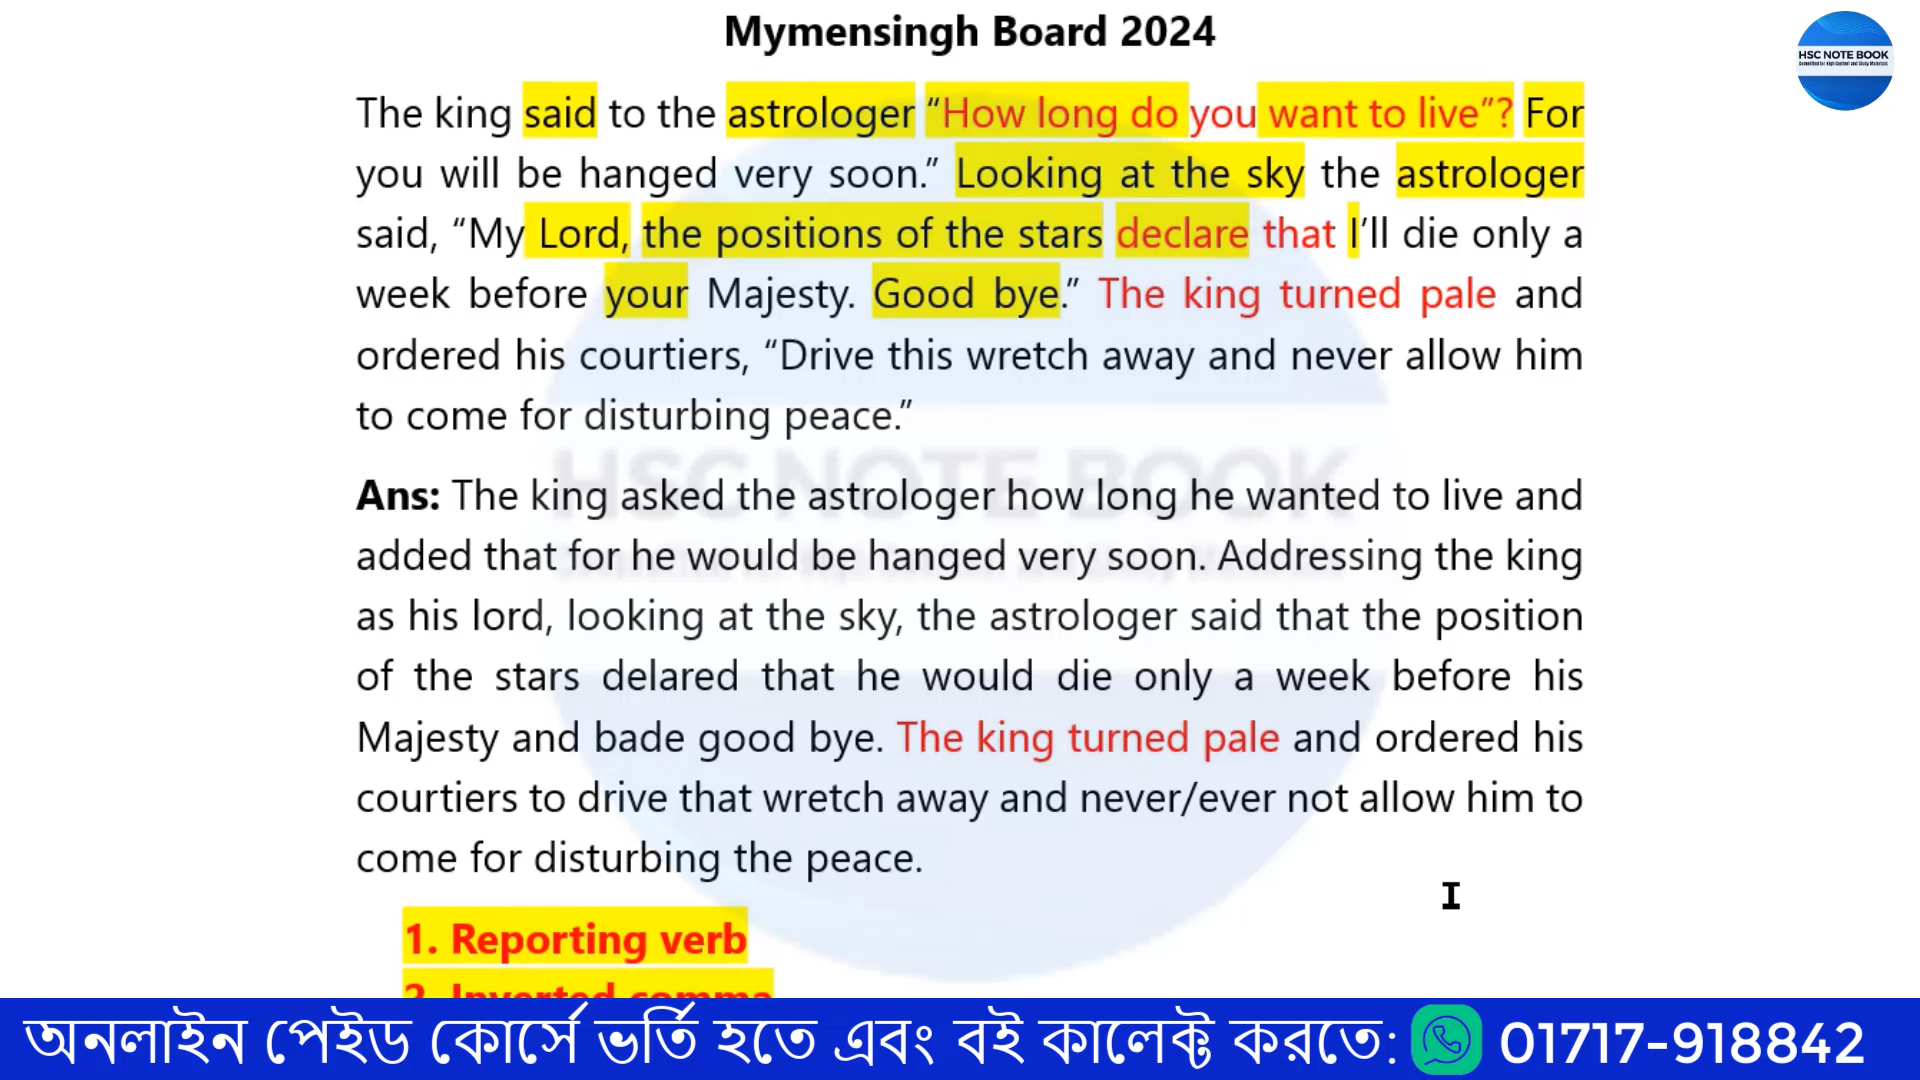 Mymensingh Board 2024
HSC NOTE BOOK
The king said to the astrologer “How long do you want to live”? For
you will be hanged very soon.” Looking at the sky the astrologer
said, “My Lord, the positions of the stars declare that I’ll die only a
week before your Majesty. Good bye.” The king turned pale and
ordered his courtiers, “Drive this wretch away and never allow him
to come for disturbing peace.”
HSC NOTE BOOK
Ans: The king asked the astrologer how long he wanted to live and
added that for he would be hanged very soon. Addressing the king
as his lord, looking at the sky, the astrologer said that the position
of the stars delared that he would die only a week before his
Majesty and bade good bye. The king turned pale and ordered his
courtiers to drive that wretch away and never/ever not allow him to
come for disturbing the peace.
1. Reporting verb
2. Inverted comma
অনলাইন পেইড কোর্সে ভর্তি হতে এবং বই কালেক্ট করতে: 01717-918842